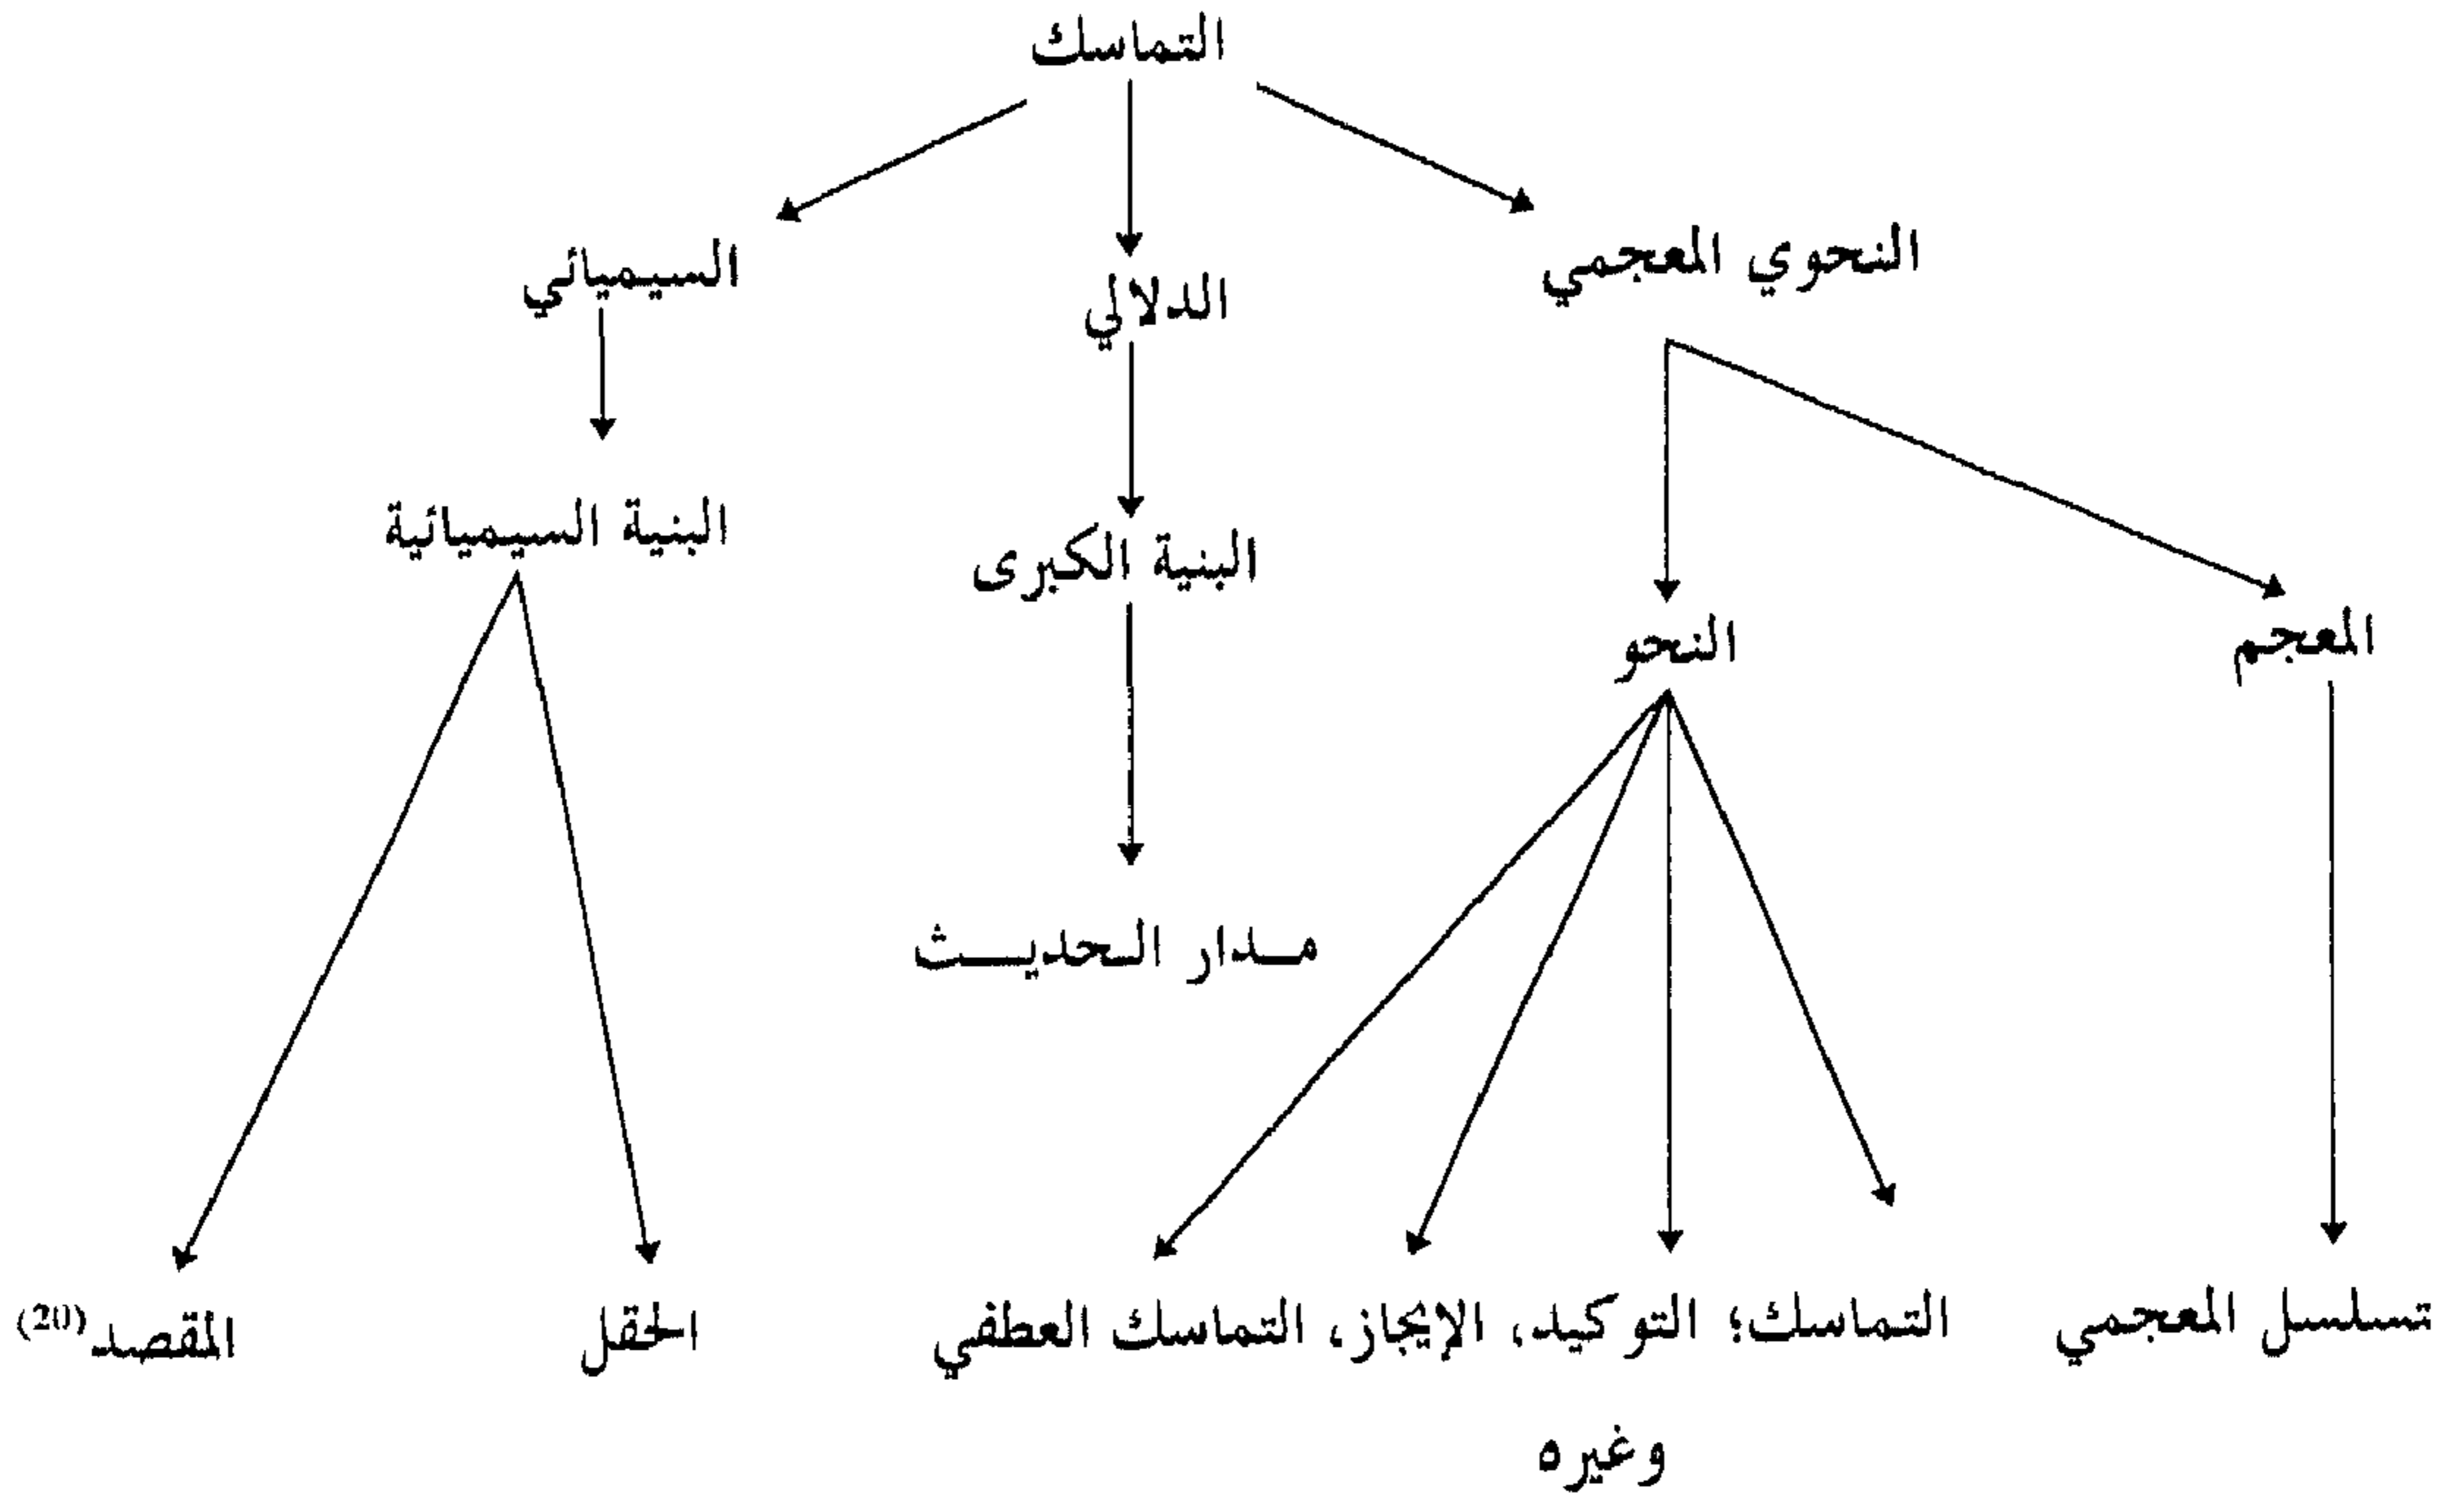 التماسك
النحوي المعجمي
الدلالي
السيميائي
البنية الكبرى
البنية السيميائية
المعجم
النحو
مدار الحديث
تسلسل المعجمي
التماسك؛ التوكيد، الإيجاز، التماسك العطفي
وغيره
الحقل
المقصد (20)